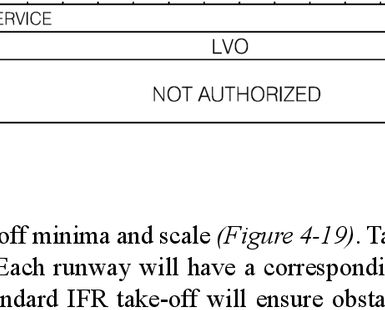 ERVICE
LVO
NOT AUTHORIZED
off minima and scale (Figure 4-19). Ta
Each runway will have a correspondi
ndard IFR take-off will ensure obsta